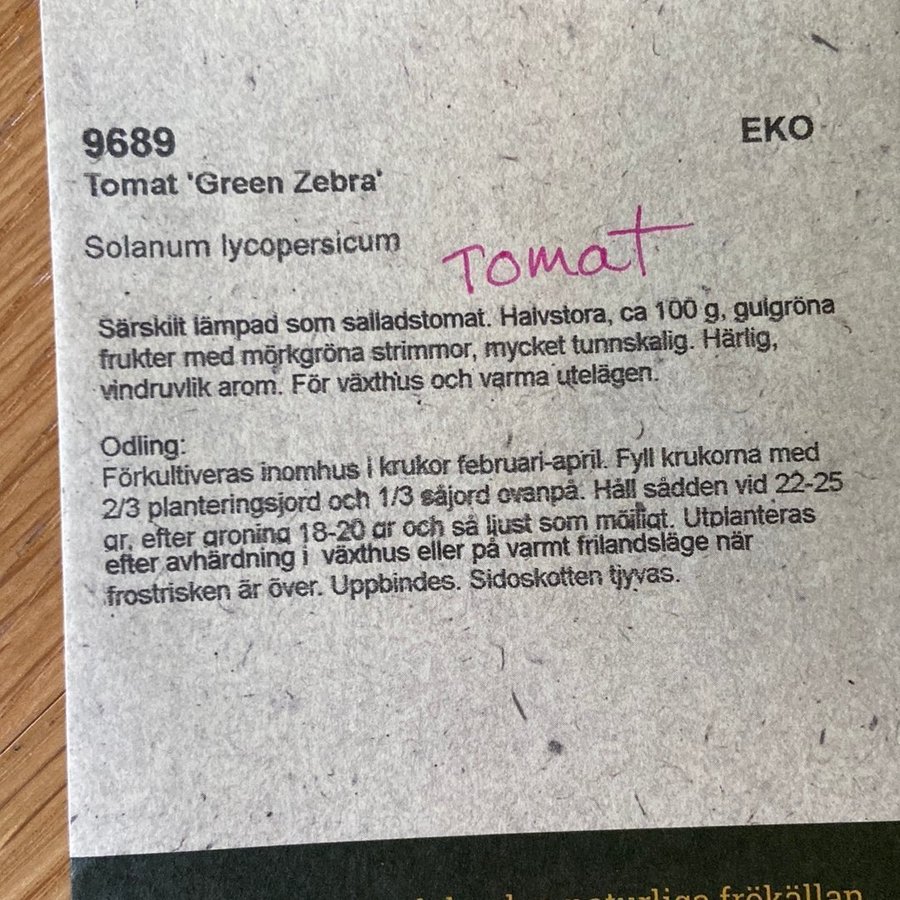 9689
EKO
Tomat 'Green Zebra'
Solanum lycopersicum
Tomat
Särskilt lämpad som salladstomat. Halvstora, ca 100 g, gulgröna
frukter med mörkgröna strimmor, mycket tunnskalig. Härlig,
vindruvlik arom. För växthus och varma utelägen.
Odling:
Förkultiveras inomhus i krukor februari-april. Fyll krukorna med
2/3 planteringsjord och 1/3 såjord ovanpå. Håll sådden vid 22-25
gr, efter groning 18-20 gr och så ljust som möjligt. Utplanteras
efter avhärdning i växthus eller på varmt frilandsläge när
frostrisken är över. Uppbindes. Sidoskotten tjyvas.
frökällan